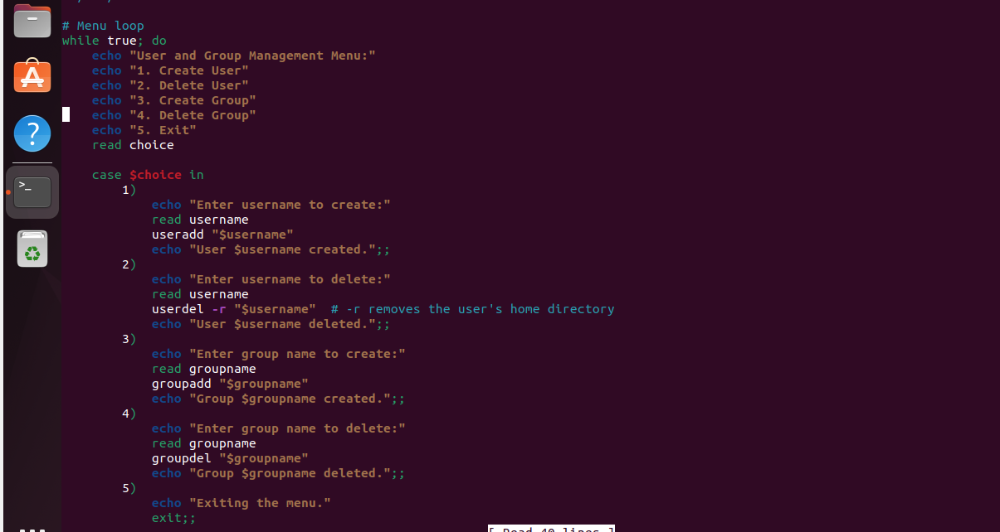 # Menu loop
while true; do
    echo "User and Group Management Menu:"
    echo "1. Create User"
    echo "2. Delete User"
    echo "3. Create Group"
    echo "4. Delete Group"
    echo "5. Exit"
    read choice

    case $choice in
        1)
            echo "Enter username to create:"
            read username
            useradd "$username"
            echo "User $username created.";;
        2)
            echo "Enter username to delete:"
            read username
            userdel -r "$username"  # -r removes the user's home directory
            echo "User $username deleted.";;
        3)
            echo "Enter group name to create:"
            read groupname
            groupadd "$groupname"
            echo "Group $groupname created.";;
        4)
            echo "Enter group name to delete:"
            read groupname
            groupdel "$groupname"
            echo "Group $groupname deleted.";;
        5)
            echo "Exiting the menu."
            exit;;
[ Read 40 lines ]